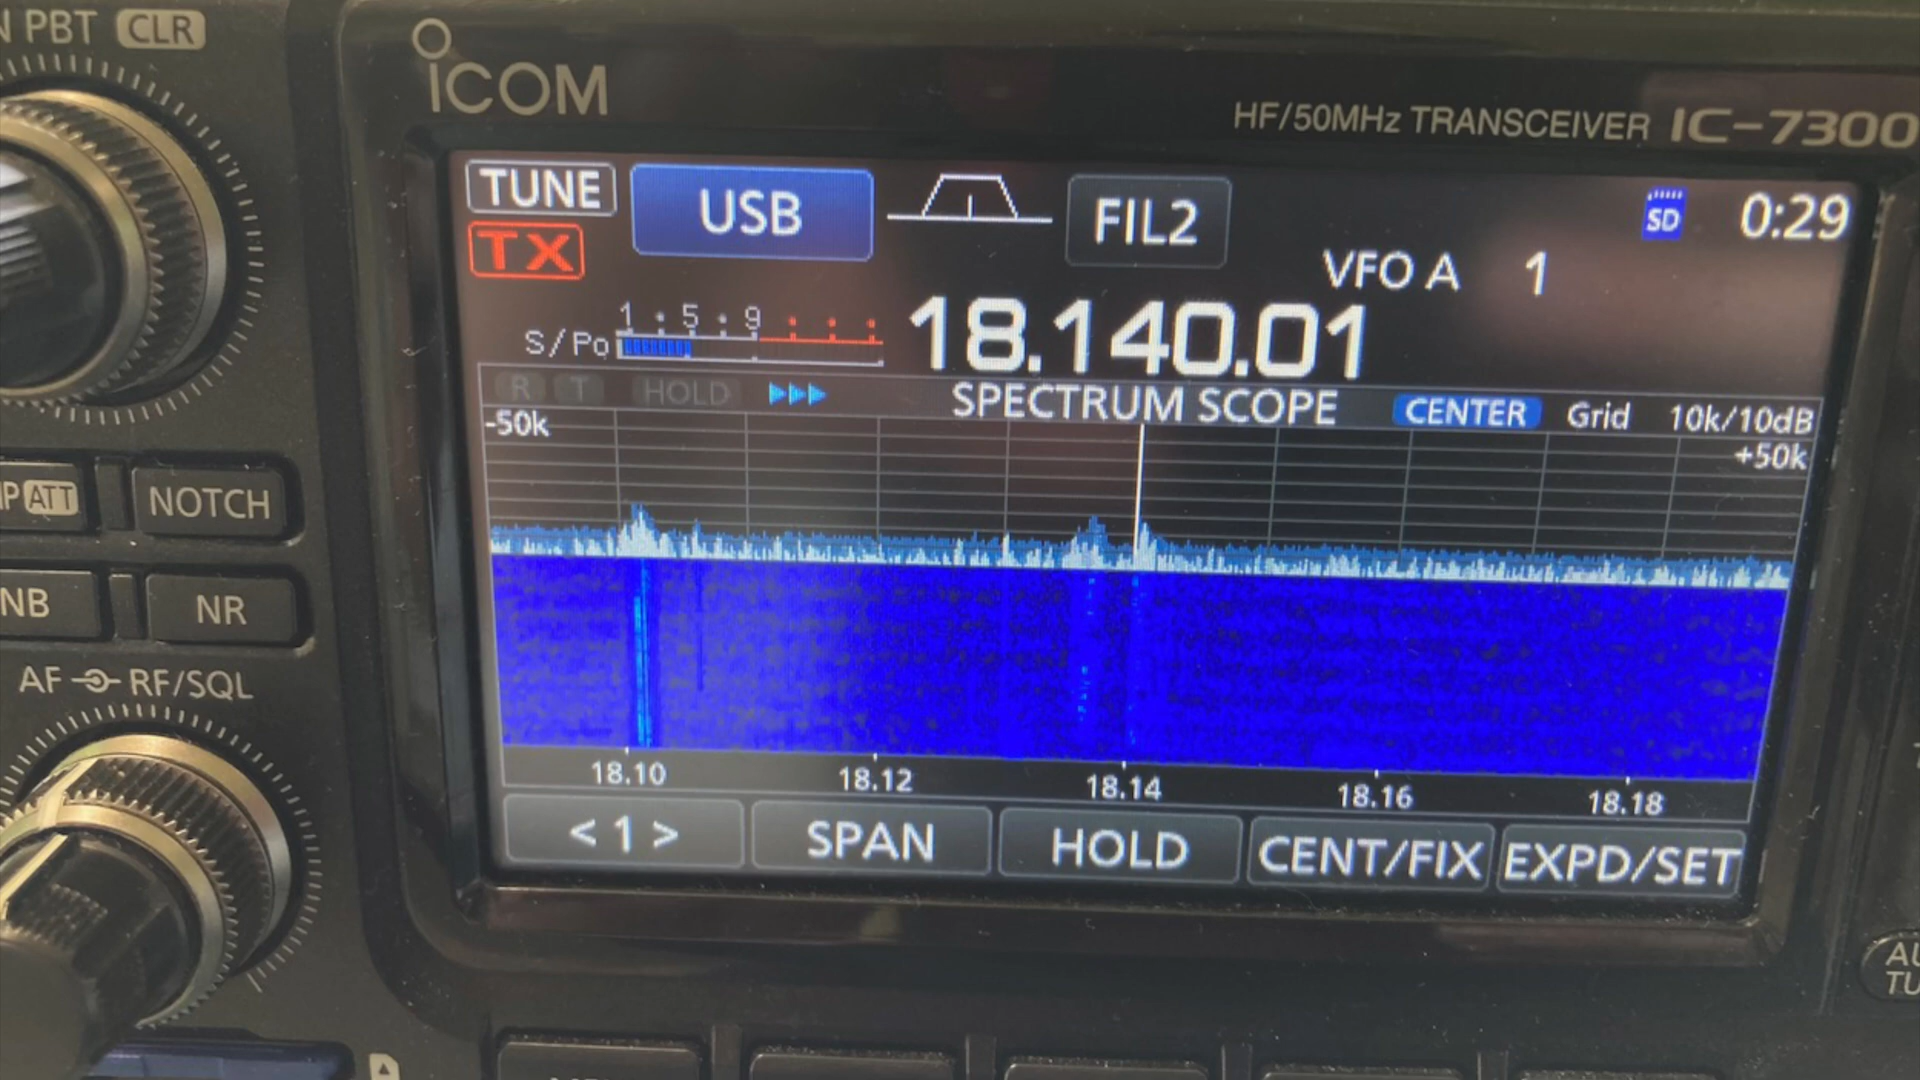 PBT CLR
ICOM
HF/50MHz TRANSCEIVER IC-7300
TUNE
USB
FIL2
SD
0:29
TX
VFO A 1
1 5 9
S/Po
18.140.01
R T HOLD
SPECTRUM SCOPE
CENTER
Grid
10k/10dB
-50k
+50k
ATT
NOTCH
NB
NR
AF RF/SQL
18.10 18.12 18.14 18.16 18.18
<1>
SPAN
HOLD
CENT/FIX
EXPD/SET